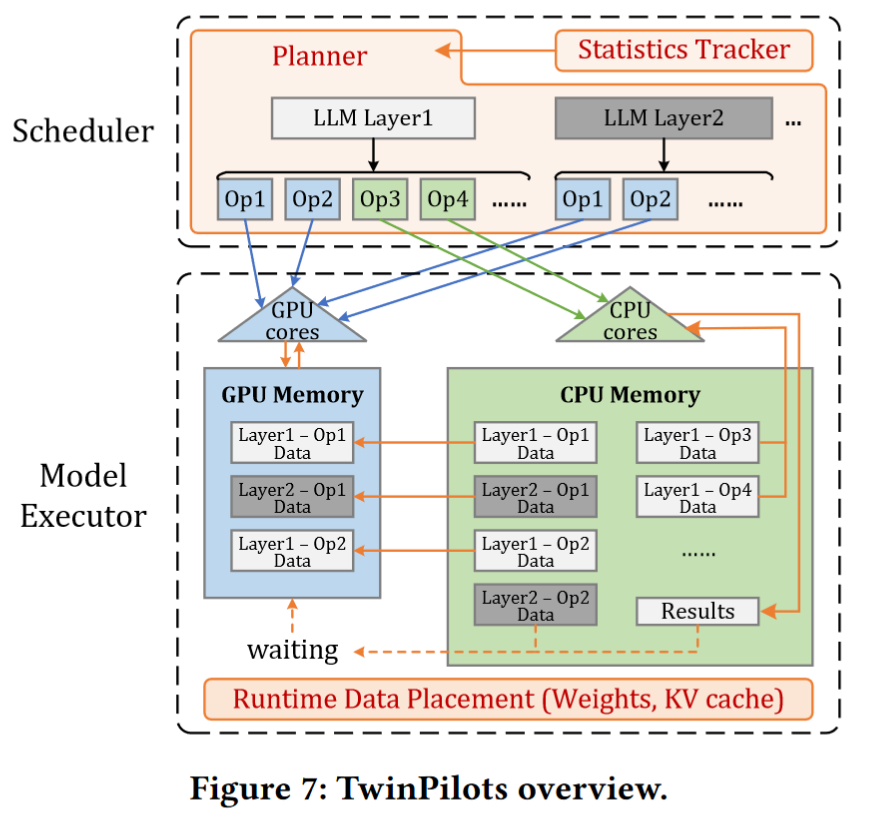 Scheduler
Planner
Statistics Tracker
LLM Layer1
LLM Layer2
...
Op1
Op2
Op3
Op4
......
Op1
Op2
......
Model
Executor
GPU
cores
CPU
cores
GPU Memory
Layer1 – Op1
Data
Layer2 – Op1
Data
Layer1 – Op2
Data
CPU Memory
Layer1 – Op1
Data
Layer2 – Op1
Data
Layer1 – Op2
Data
Layer2 – Op2
Data
Layer1 – Op3
Data
Layer1 – Op4
Data
......
Results
waiting
Runtime Data Placement (Weights, KV cache)
Figure 7: TwinPilots overview.